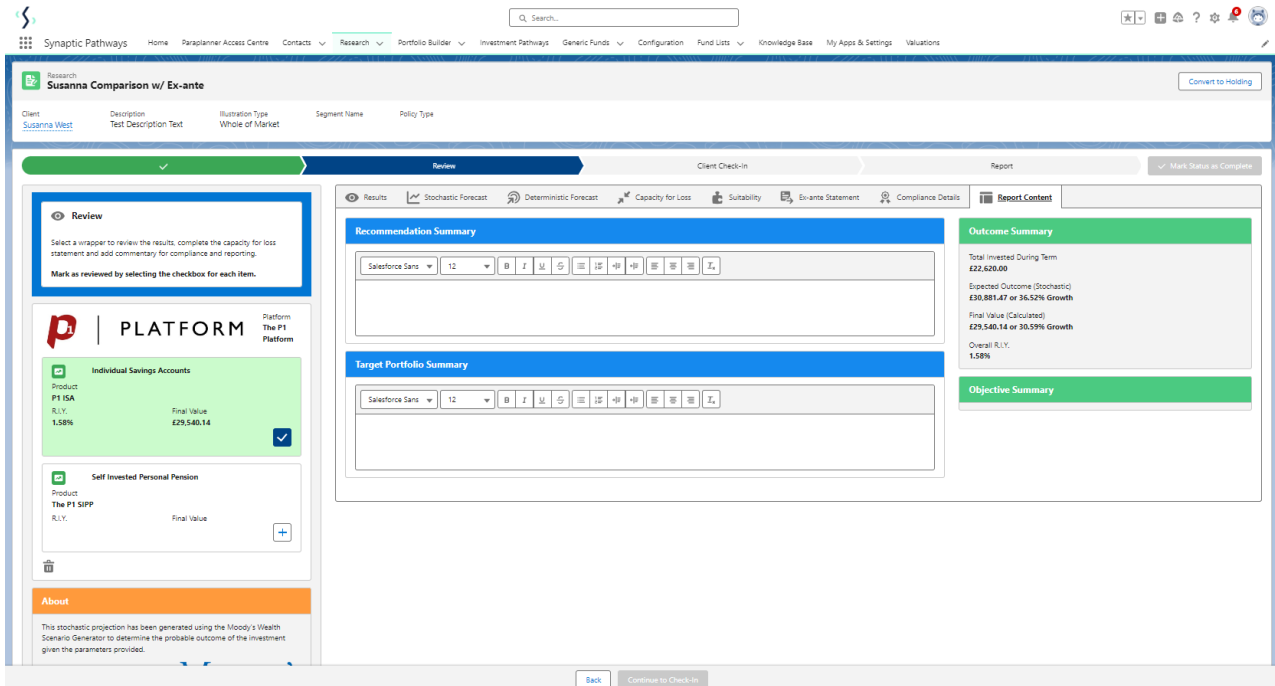 Search...
6
Synaptic Pathways
Home
Paraplanner Access Centre
Contacts
Research
Portfolio Builder
Investment Pathways
Generic Funds
Configuration
Fund Lists
Knowledge Base
My Apps & Settings
Valuations
Research
Susanna Comparison w/ Ex-ante
Convert to Holding
Client
Description
Illustration Type
Segment Name
Policy Type
Susanna West
Test Description Text
Whole of Market
Review
Client Check-In
Report
Mark Status as Complete
Review
Select a wrapper to review the results, complete the capacity for loss
statement and add commentary for compliance and reporting.
Mark as reviewed by selecting the checkbox for each item.
P1 | PLATFORM
Platform
The P1
Platform
Individual Savings Accounts
Product
P1 ISA
R.I.Y.
Final Value
1.58%
£29,540.14
Self Invested Personal Pension
Product
The P1 SIPP
R.I.Y.
Final Value
About
This stochastic projection has been generated using the Moody's Wealth
Scenario Generator to determine the probable outcome of the investment
given the parameters provided.
Results
Stochastic Forecast
Deterministic Forecast
Capacity for Loss
Suitability
Ex-ante Statement
Compliance Details
Report Content
Recommendation Summary
Salesforce Sans
12
B I U S
Target Portfolio Summary
Salesforce Sans
12
B I U S
Outcome Summary
Total Invested During Term
£22,620.00
Expected Outcome (Stochastic)
£30,881.47 or 36.52% Growth
Final Value (Calculated)
£29,540.14 or 30.59% Growth
Overall R.I.Y.
1.58%
Objective Summary
Back
Continue to Check-In